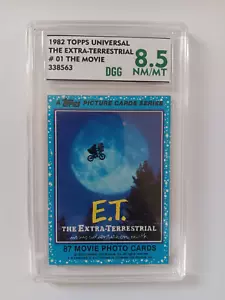 1982 TOPPS UNIVERSAL
THE EXTRA-TERRESTRIAL
# 01 THE MOVIE
338563
DGG
8.5
NM/MT
A TOPPS PICTURE CARDS SERIES
E.T.
THE EXTRA-TERRESTRIAL
87 MOVIE PHOTO CARDS